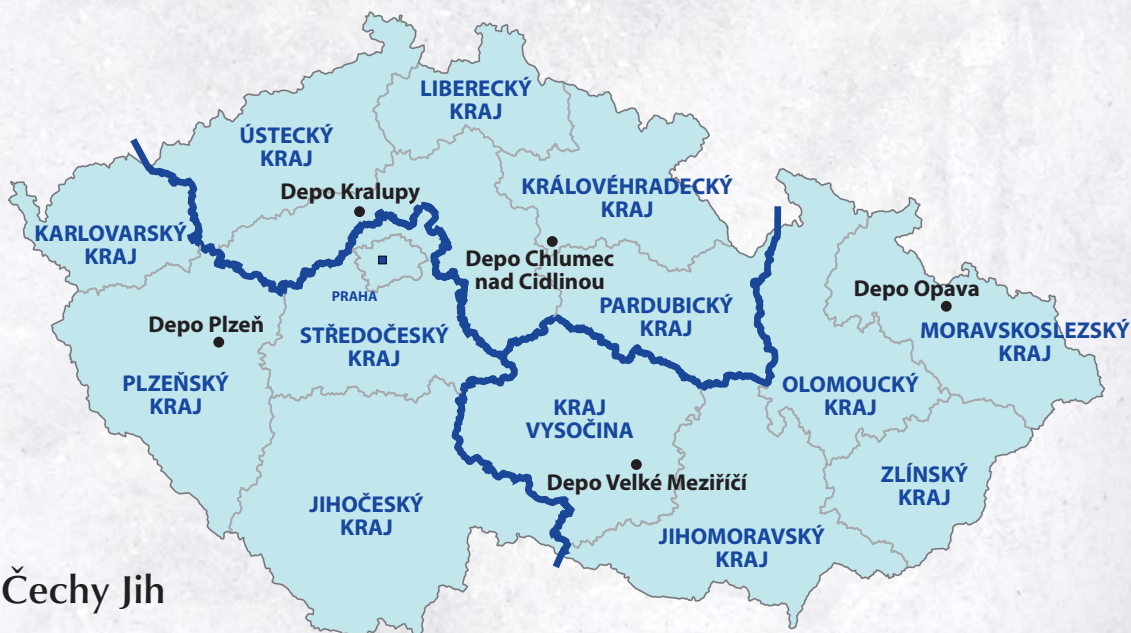 LIBERECKÝ
KRAJ
ÚSTECKÝ
KRAJ
Depo Kralupy
KRÁLOVÉHRADECKÝ
KRAJ
KARLOVARSKÝ
KRAJ
Depo Chlumec
nad Cidlinou
PRAHA
Depo Opava
PARDUBICKÝ
KRAJ
Depo Plzeň
STŘEDOČESKÝ
KRAJ
MORAVSKOSLEZSKÝ
KRAJ
PLZEŇSKÝ
KRAJ
OLOMOUCKÝ
KRAJ
KRAJ
VYSOČINA
ZLÍNSKÝ
KRAJ
Depo Velké Meziříčí
JIHOČESKÝ
KRAJ
JIHOMORAVSKÝ
KRAJ
Čechy Jih